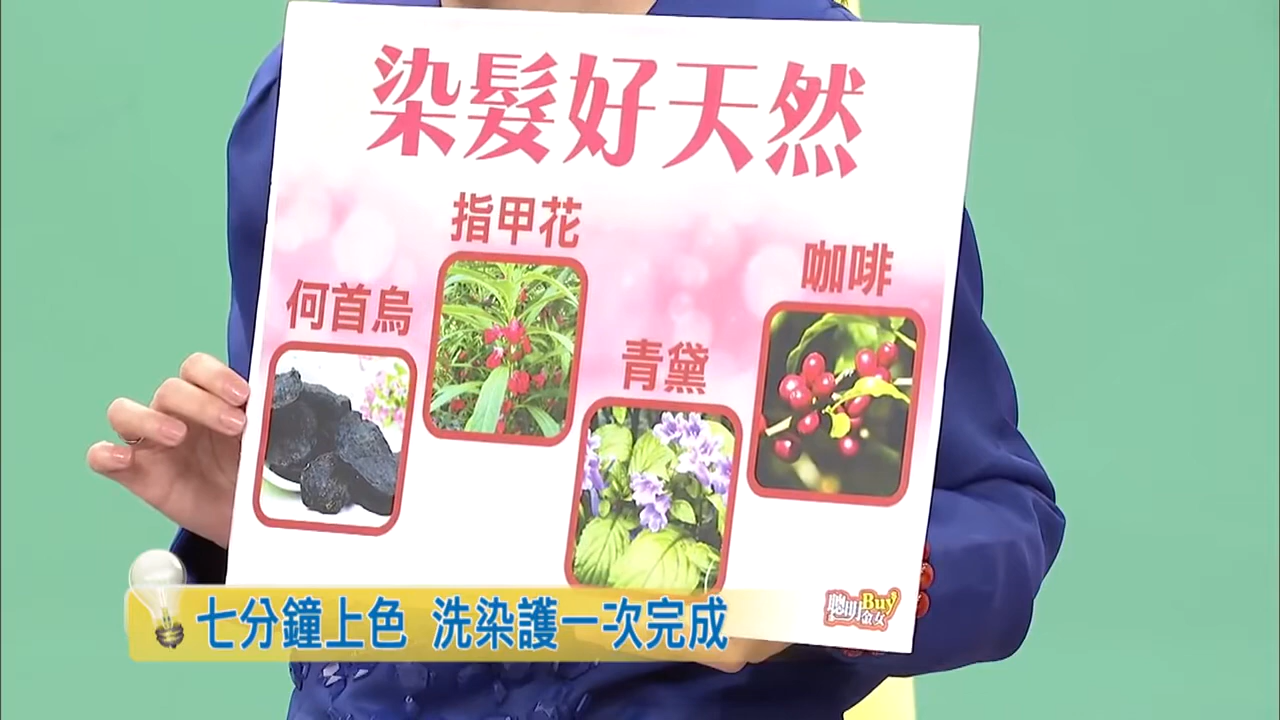 染髮好天然
指甲花
咖啡
何首烏
青黛
聰明Buy
金女
七分鐘上色 洗染護一次完成